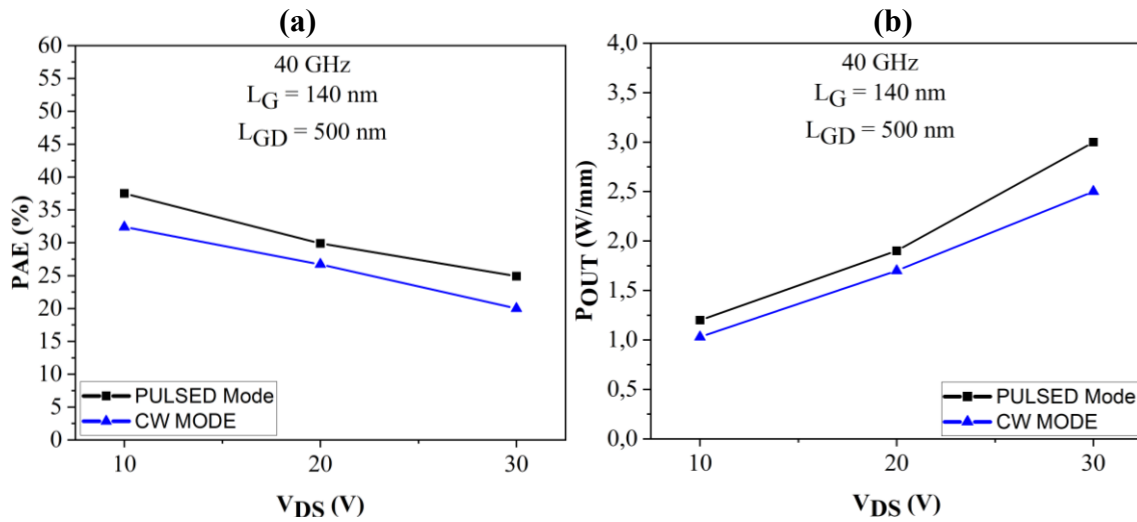 (a)
60
55
50
45
40
35
30
25
20
15
10
5
0
PAE (%)
40 GHz
LG = 140 nm
LGD = 500 nm
PULSED Mode
CW MODE
10 20 30
VDS (V)
(b)
4,0
3,5
3,0
2,5
2,0
1,5
1,0
0,5
0,0
POUT (W/mm)
40 GHz
LG = 140 nm
LGD = 500 nm
PULSED Mode
CW MODE
10 20 30
VDS (V)